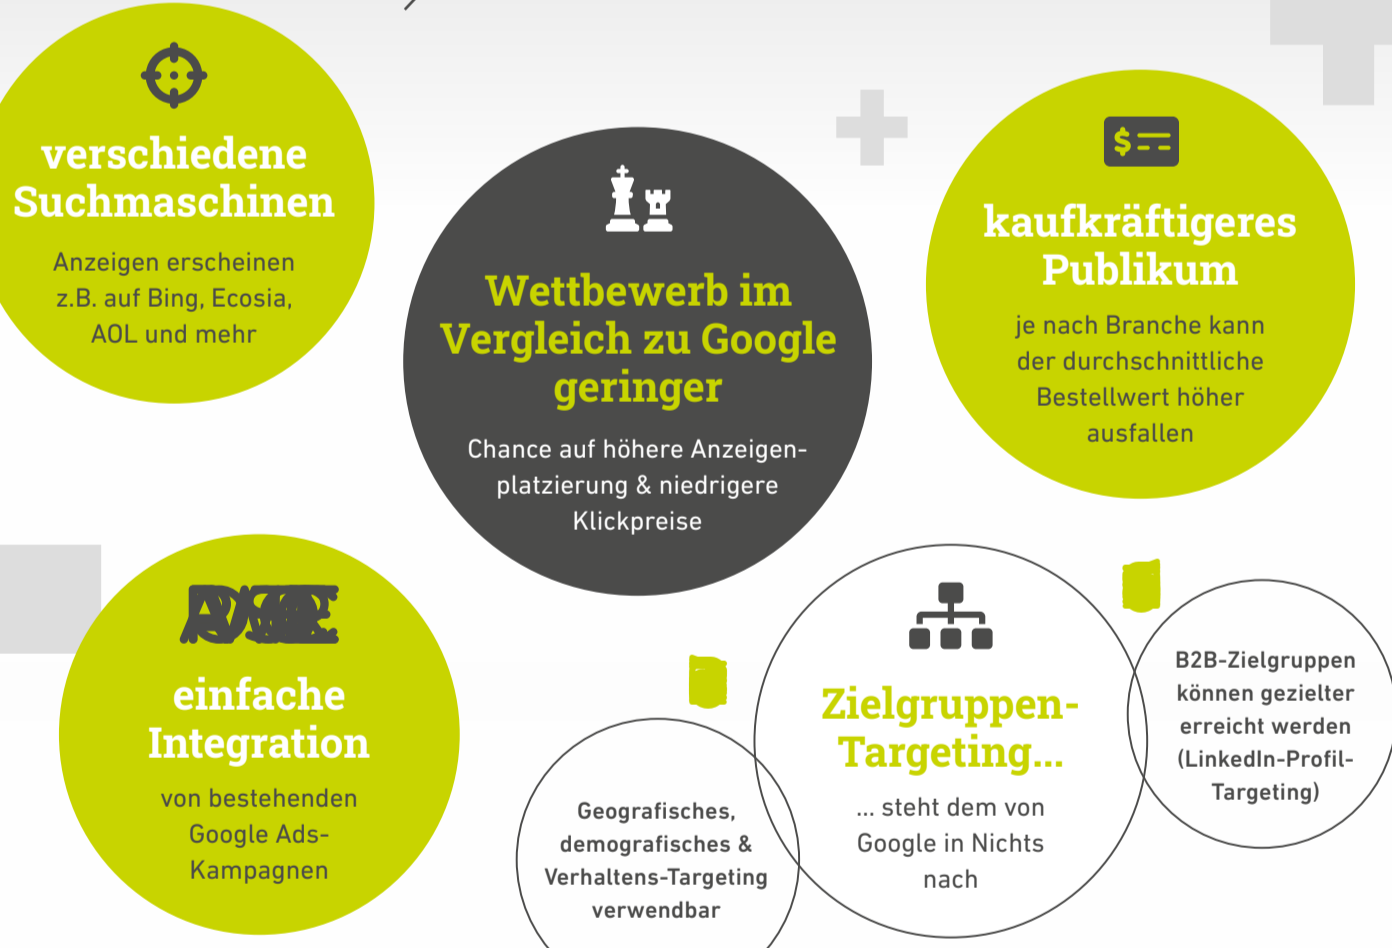 verschiedene
Suchmaschinen
Anzeigen erscheinen
z.B. auf Bing, Ecosia,
AOL und mehr
Wettbewerb im
Vergleich zu Google
geringer
Chance auf höhere Anzeigen-
platzierung & niedrigere
Klickpreise
$
kaufkräftigeres
Publikum
je nach Branche kann
der durchschnittliche
Bestellwert höher
ausfallen
einfache
Integration
von bestehenden
Google Ads-
Kampagnen
Geografisches,
demografisches &
Verhaltens-Targeting
verwendbar
Zielgruppen-
Targeting...
... steht dem von
Google in Nichts
nach
B2B-Zielgruppen
können gezielter
erreicht werden
(LinkedIn-Profil-
Targeting)